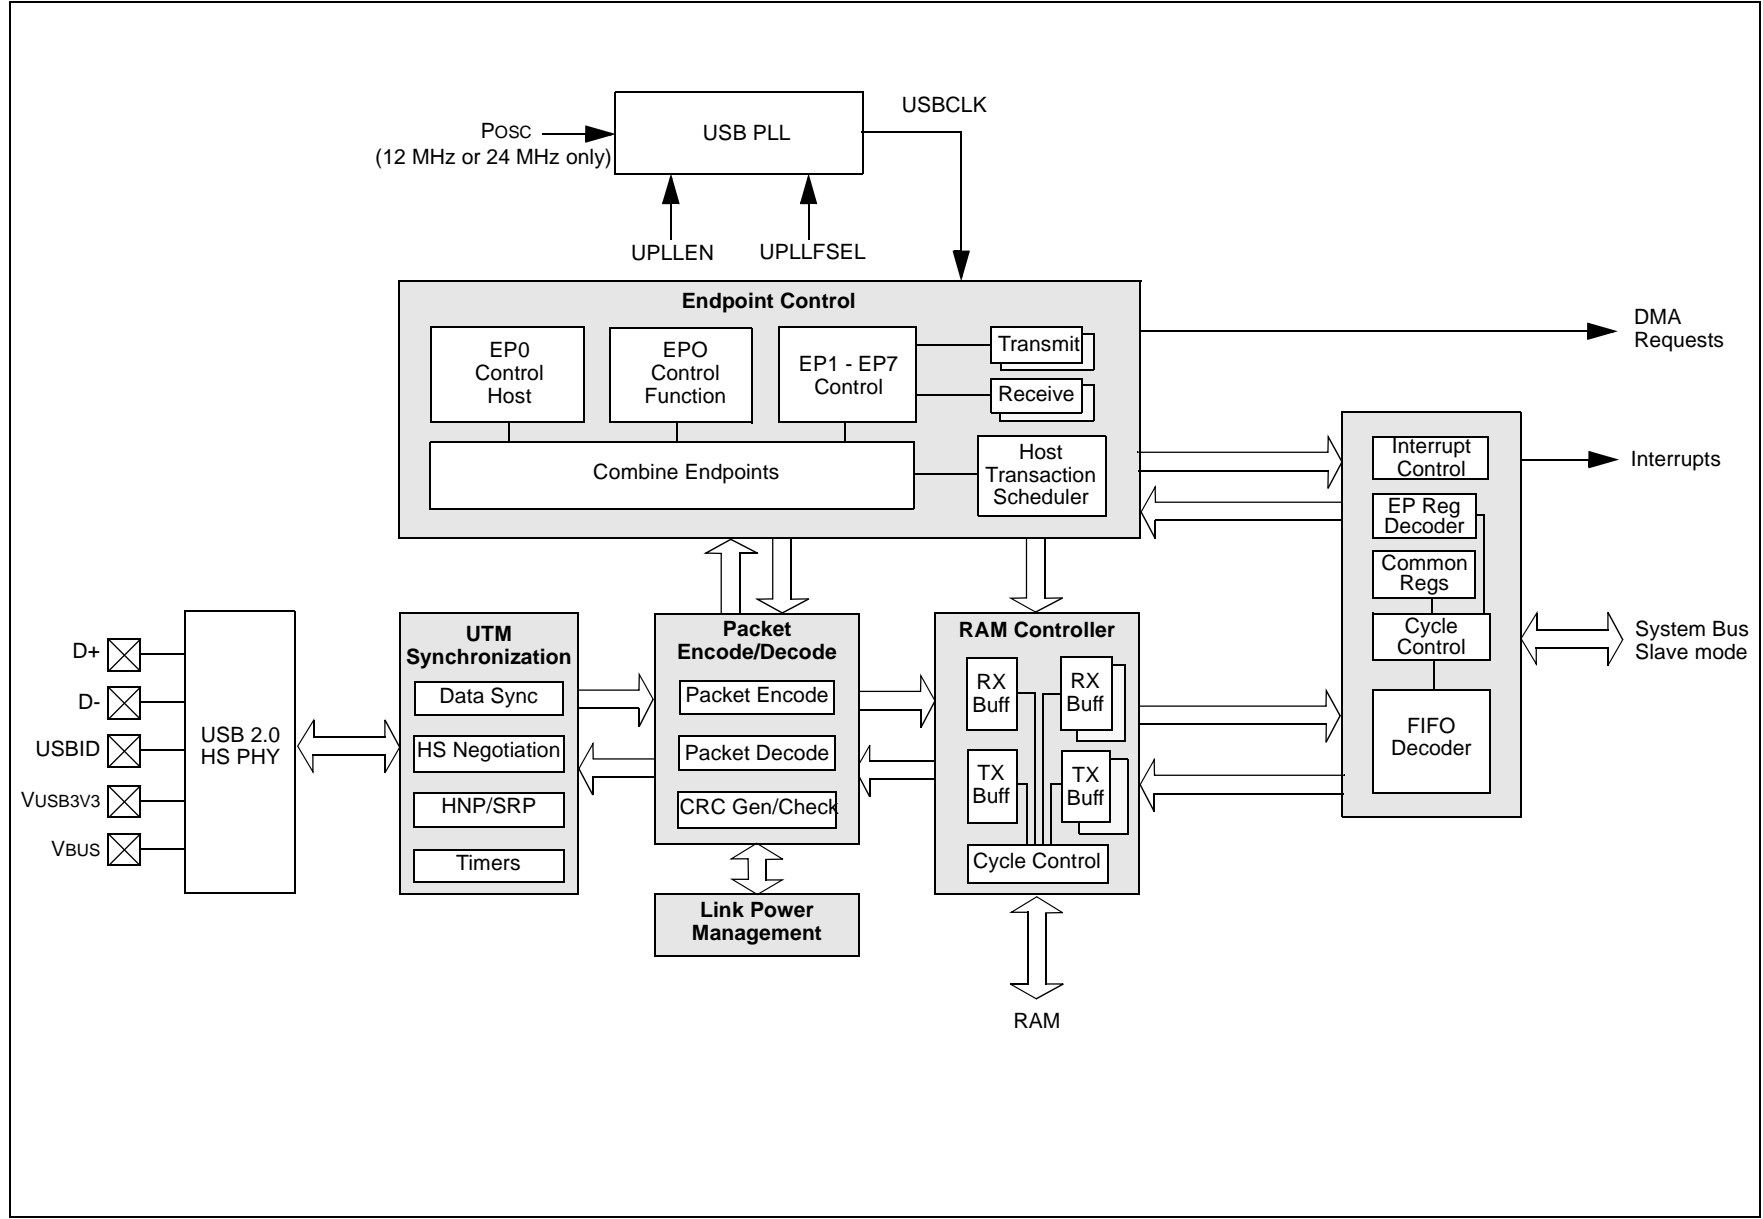 USBCLK
USB PLL
POSC
(12 MHz or 24 MHz only)
UPLLEN
UPLLFSEL
Endpoint Control
EP0
Control
Host
EPO
Control
Function
EP1 - EP7
Control
Transmit
Receive
Combine Endpoints
Host
Transaction
Scheduler
DMA
Requests
Interrupt
Control
Interrupts
EP Reg
Decoder
Common
Regs
Cycle
Control
System Bus
Slave mode
FIFO
Decoder
D+
D-
USBID
VUSB3V3
VBUS
USB 2.0
HS PHY
UTM
Synchronization
Data Sync
HS Negotiation
HNP/SRP
Timers
Packet
Encode/Decode
Packet Encode
Packet Decode
CRC Gen/Check
Link Power
Management
RAM Controller
RX
Buff
RX
Buff
TX
Buff
TX
Buff
Cycle Control
RAM